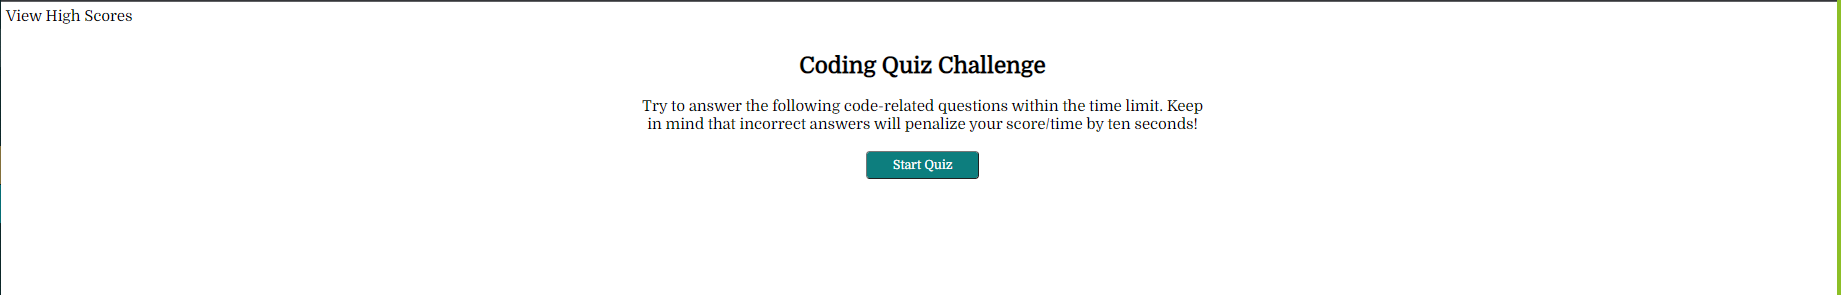 View High Scores
Coding Quiz Challenge
Try to answer the following code-related questions within the time limit. Keep
in mind that incorrect answers will penalize your score/time by ten seconds!
Start Quiz